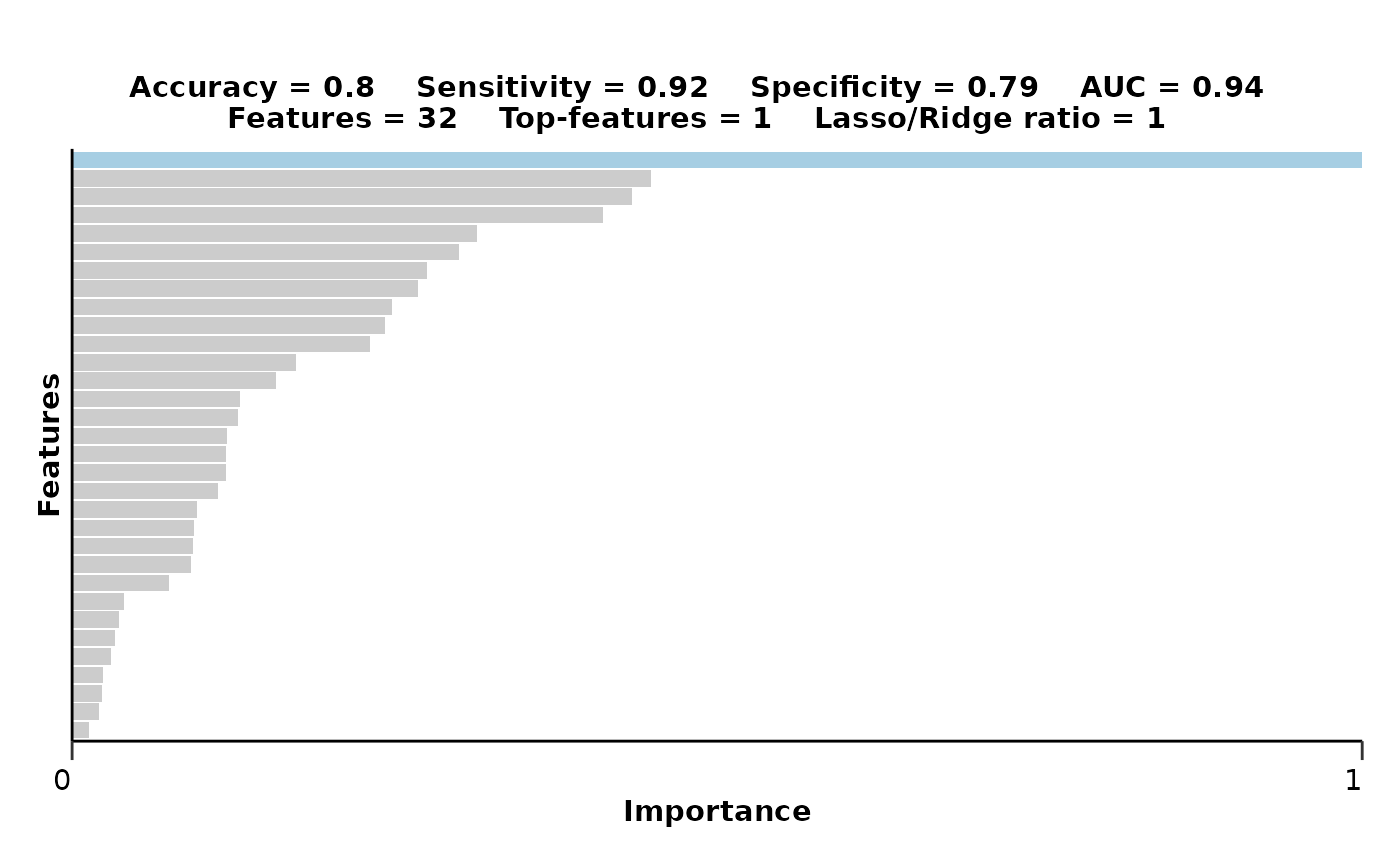 Accuracy = 0.8 Sensitivity = 0.92 Specificity = 0.79 AUC = 0.94
Features = 32 Top-features = 1 Lasso/Ridge ratio = 1
Features
0 1
Importance